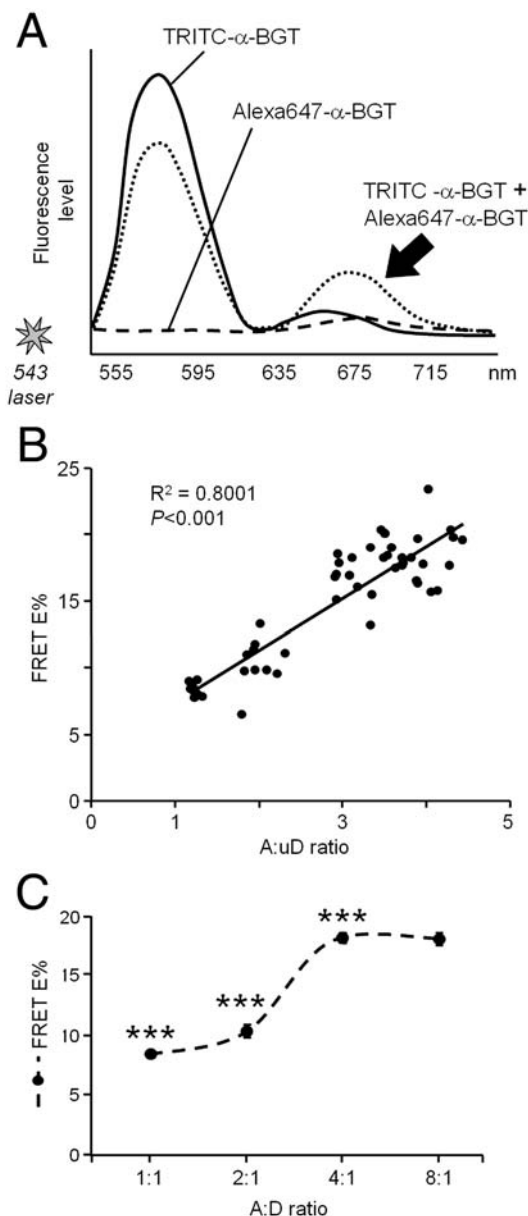 A
TRITC-α-BGT
Alexa647-α-BGT
Fluorescence
level
TRITC -α-BGT +
Alexa647-α-BGT
543
laser
555 595 635 675 715 nm
B
25
R² = 0.8001
P<0.001
15
FRET E%
5
0
0 1 3 5
A:uD ratio
C
20
***
15
***
***
FRET E%
10
5
0
1:1 2:1 4:1 8:1
A:D ratio